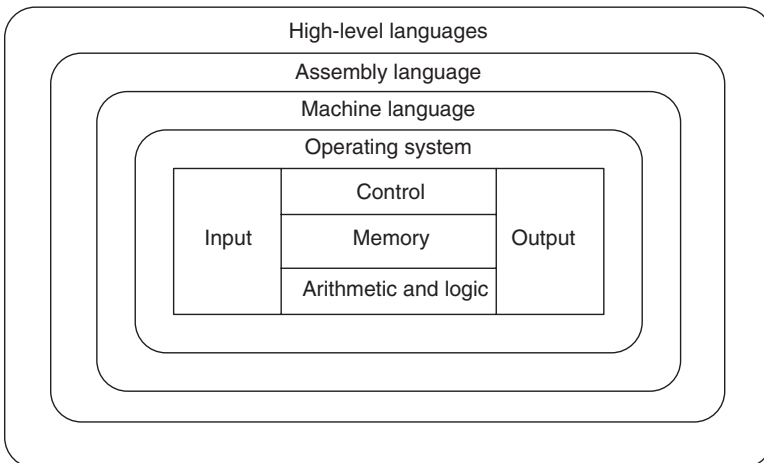 High-level languages
Assembly language
Machine language
Operating system
Control
Input
Memory
Output
Arithmetic and logic